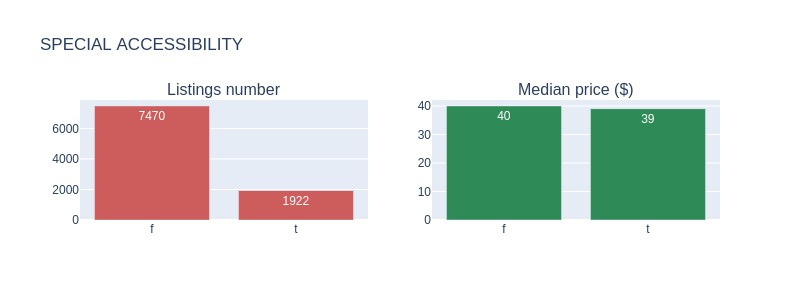 SPECIAL ACCESSIBILITY
Listings number
Median price ($)
7470
1922
6000
4000
2000
0
f
t
40
39
40
30
20
10
0
f
t